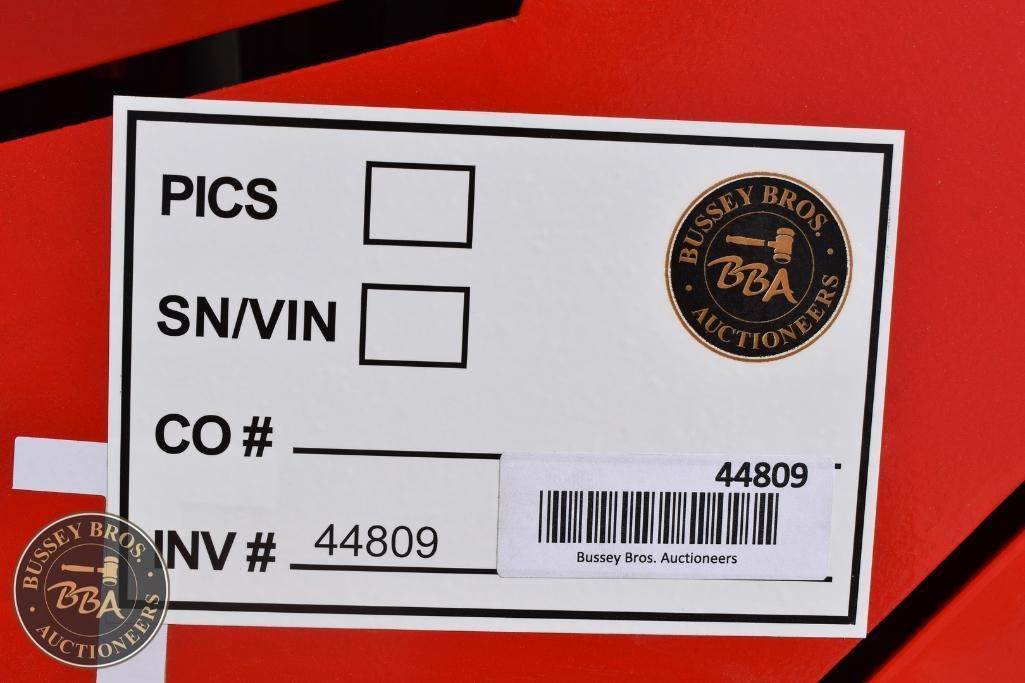 PICS
SN/VIN
BUSSEY BROS.
BBA
AUCTIONEERS
CO #
44809
Bussey Bros. Auctioneers
INV # 44809
BUSSEY BROS.
BBA
AUCTIONEERS